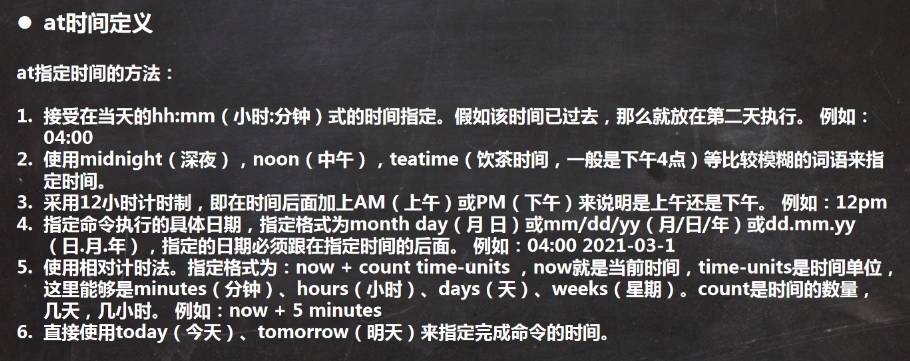 ● at时间定义
at指定时间的方法：
1. 接受在当天的hh:mm（小时:分钟）式的时间指定。假如该时间已过去，那么就放在第二天执行。 例如：
04:00
2. 使用midnight（深夜），noon（中午），teatime（饮茶时间，一般是下午4点）等比较模糊的词语来指
定时间。
3. 采用12小时计时制，即在时间后面加上AM（上午）或PM（下午）来说明是上午还是下午。 例如：12pm
4. 指定命令执行的具体日期，指定格式为month day（月 日）或mm/dd/yy（月/日/年）或dd.mm.yy
（日.月.年），指定的日期必须跟在指定时间的后面。 例如：04:00 2021-03-1
5. 使用相对计时法。指定格式为：now + count time-units ，now就是当前时间，time-units是时间单位，
这里能够是minutes（分钟）、hours（小时）、days（天）、weeks（星期）。count是时间的数量，
几天，几小时。 例如：now + 5 minutes
6. 直接使用today（今天）、tomorrow（明天）来指定完成命令的时间。